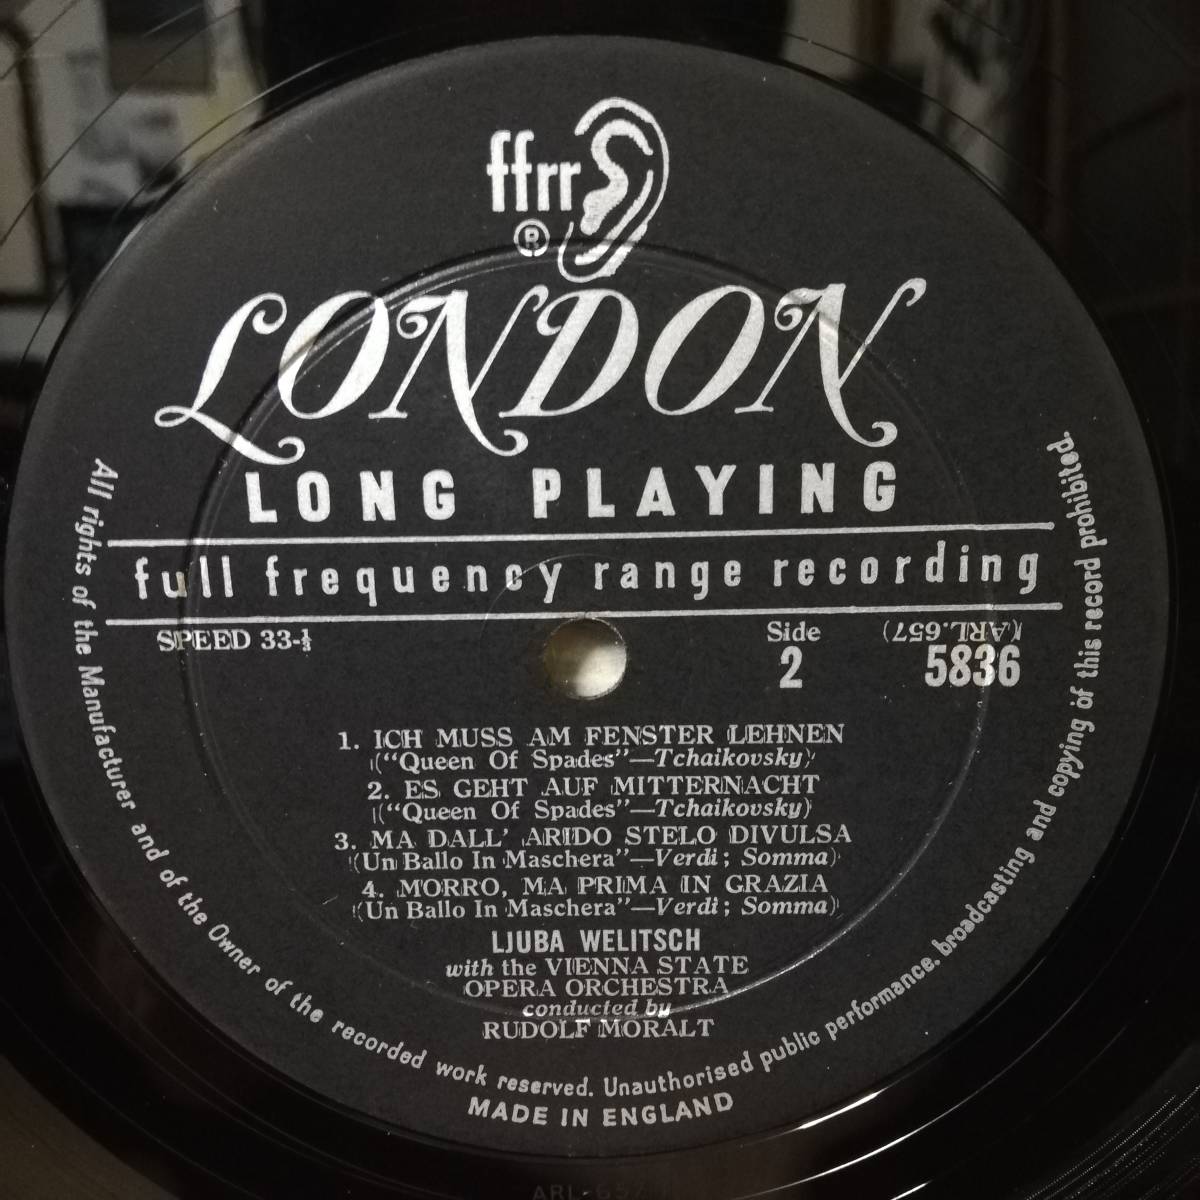 ffrr
®
LONDON
LONG PLAYING
full frequency range recording
SPEED 33-⅓
Side
2
(ARL.657)
5836
1. ICH MUSS AM FENSTER LEHNEN
("Queen Of Spades"—Tchaikovsky)
2. ES GEHT AUF MITTERNACHT
("Queen Of Spades"—Tchaikovsky)
3. MA DALL' ARIDO STELO DIVULSA
(Un Ballo In Maschera"—Verdi; Somma)
4. MORRO, MA PRIMA IN GRAZIA
(Un Ballo In Maschera"—Verdi; Somma)
LJUBA WELITSCH
with the VIENNA STATE
OPERA ORCHESTRA
conducted by
RUDOLF MORALT
All rights of the Manufacturer and of the Owner of the recorded work reserved. Unauthorised public performance, broadcasting and copying of this record prohibited.
MADE IN ENGLAND